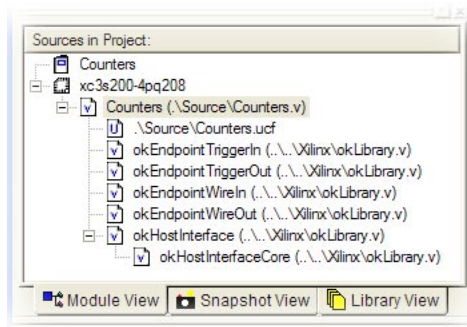 Sources in Project:
Counters
xc3s200-4pq208
Counters (.\Source\Counters.v)
.\Source\Counters.ucf
okEndpointTriggerIn (..\..\Xilinx\okLibrary.v)
okEndpointTriggerOut (..\..\Xilinx\okLibrary.v)
okEndpointWireIn (..\..\Xilinx\okLibrary.v)
okEndpointWireOut (..\..\Xilinx\okLibrary.v)
okHostInterface (..\..\Xilinx\okLibrary.v)
okHostInterfaceCore (..\..\Xilinx\okLibrary.v)
Module View Snapshot View Library View